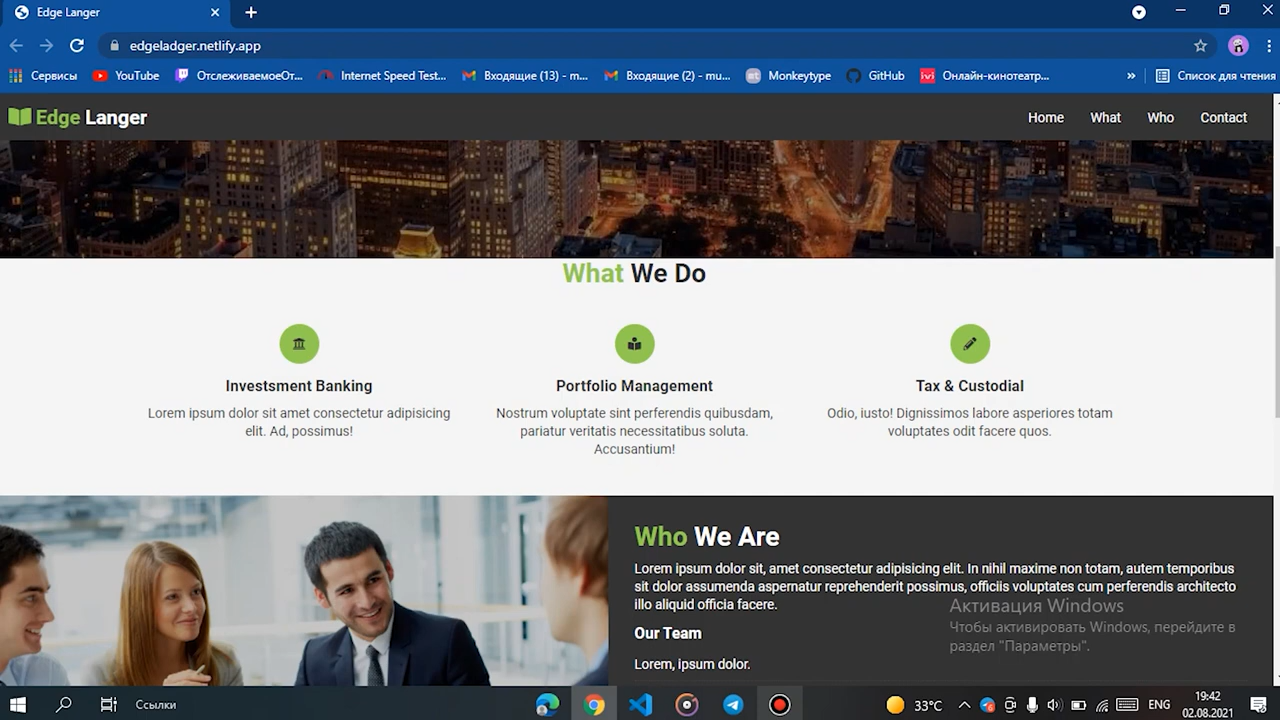 Edge Langer
edgeladger.netlify.app
Сервисы YouTube ОтслеживаемоеОт... Internet Speed Test... Входящие (13) - m... Входящие (2) - mu... Monkeytype GitHub Онлайн-кинотеатр... » Список для чтения
Edge Langer Home What Who Contact
What We Do
Investsment Banking Portfolio Management Tax & Custodial
Lorem ipsum dolor sit amet consectetur adipisicing
elit. Ad, possimus!
Nostrum voluptate sint perferendis quibusdam,
pariatur veritatis necessitatibus soluta.
Accusantium!
Odio, iusto! Dignissimos labore asperiores totam
voluptates odit facere quos.
Who We Are
Lorem ipsum dolor sit, amet consectetur adipisicing elit. In nihil maxime non totam, autem temporibus
sit dolor assumenda aspernatur reprehenderit possimus, officiis voluptates cum perferendis architecto
illo aliquid officia facere.
Our Team
Lorem, ipsum dolor.
Активация Windows
Чтобы активировать Windows, перейдите в
раздел "Параметры".
Ссылки 33°C ENG 19:42
02.08.2021